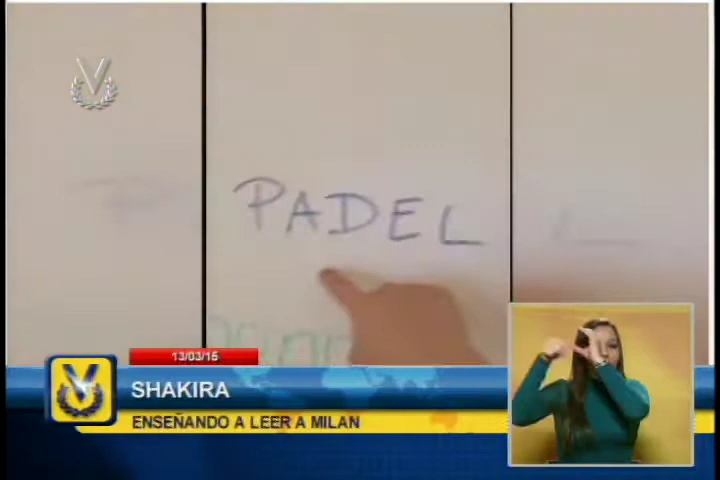 PADEL
13/03/15
SHAKIRA
ENSEÑANDO A LEER A MILAN